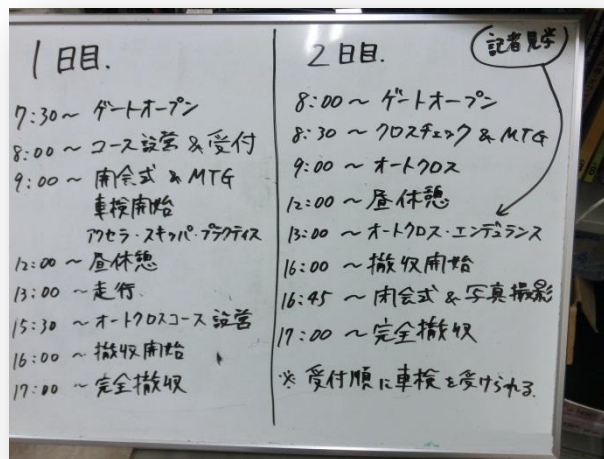 1日目.
7:30～ ゲートオープン
8:00～ コース設営&受付
9:00～ 開会式&MTG
車検開始
アクセラ・スキッパ・プラクティス
12:00～昼休憩
13:00～走行.
15:30～オートクロスコース設営
16:00～撤収開始
17:00～完全撤収
2日目.
記者見学
8:00～ ゲートオープン
8:30～クロスチェック&MTG
9:00～オートクロス
12:00～昼休憩
13:00～オートクロス・エンデュランス
16:00～撤収開始
16:45～閉会式&写真撮影
17:00～完全撤収
※受付順に車検を受けられる.